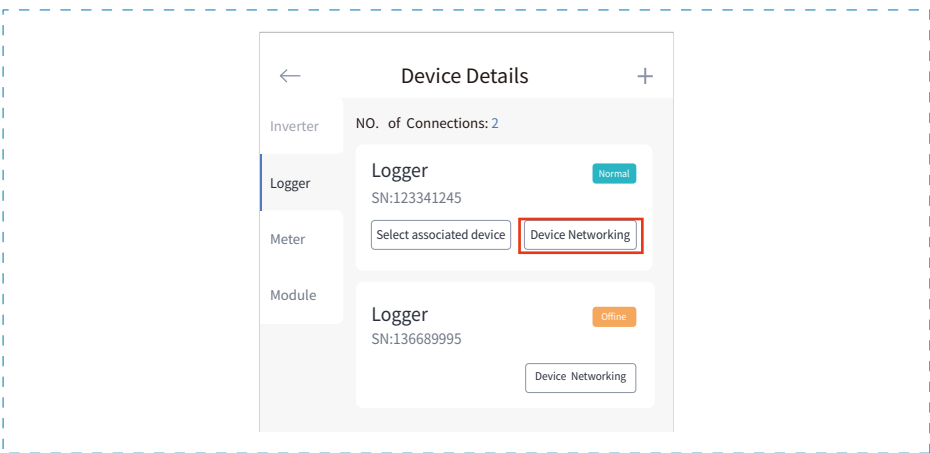 Device Details
Inverter
NO. of Connections: 2
Logger
Logger
Normal
SN:123341245
Meter
Select associated device
Device Networking
Module
Logger
Offine
SN:136689995
Device Networking